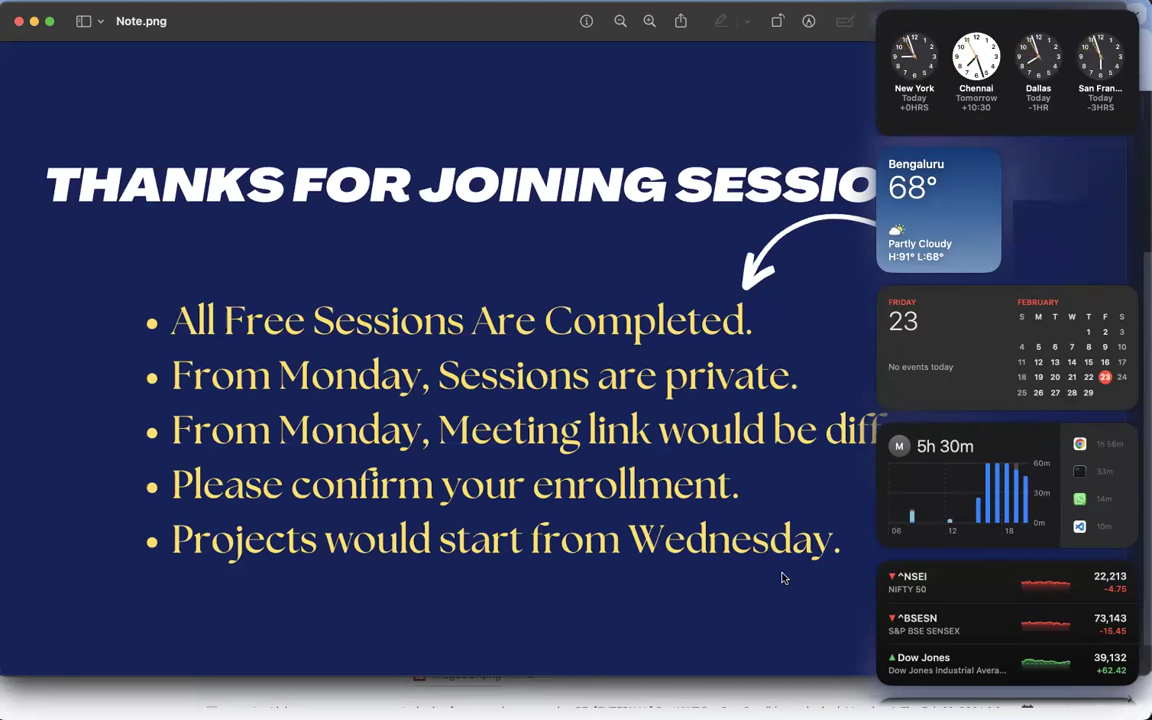 Note.png
THANKS FOR JOINING SESSIO
• All Free Sessions Are Completed.
• From Monday, Sessions are private.
• From Monday, Meeting link would be diff
• Please confirm your enrollment.
• Projects would start from Wednesday.
New York
Today
+0HRS
Chennai
Tomorrow
+10:30
Dallas
Today
-1HR
San Fran...
Today
-3HRS
Bengaluru
68°
Partly Cloudy
H:91° L:68°
FRIDAY
23
No events today
FEBRUARY
S M T W T F S
1 2 3
4 5 6 7 8 9 10
11 12 13 14 15 16 17
18 19 20 21 22 23 24
25 26 27 28 29
M 5h 30m
60m
30m
0m
06 12 18
1h 56m
33m
14m
10m
^NSEI 22,213
NIFTY 50 -4.75
^BSESN 73,143
S&P BSE SENSEX -15.45
Dow Jones 39,132
Dow Jones Industrial Avera... +62.42